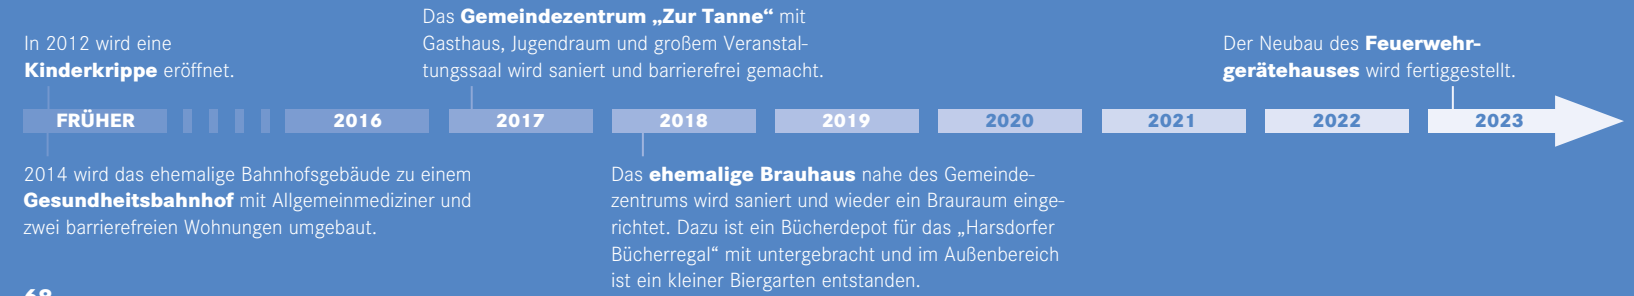 In 2012 wird eine
Kinderkrippe eröffnet.
Das Gemeindezentrum „Zur Tanne“ mit
Gasthaus, Jugendraum und großem Veranstal-
tungssaal wird saniert und barrierefrei gemacht.
Der Neubau des Feuerwehr-
gerätehauses wird fertiggestellt.
FRÜHER 2016 2017 2018 2019 2020 2021 2022 2023
2014 wird das ehemalige Bahnhofsgebäude zu einem
Gesundheitsbahnhof mit Allgemeinmediziner und
zwei barrierefreien Wohnungen umgebaut.
Das ehemalige Brauhaus nahe des Gemeinde-
zentrums wird saniert und wieder ein Brauraum einge-
richtet. Dazu ist ein Bücherdepot für das „Harsdorfer
Bücherregal“ mit untergebracht und im Außenbereich
ist ein kleiner Biergarten entstanden.